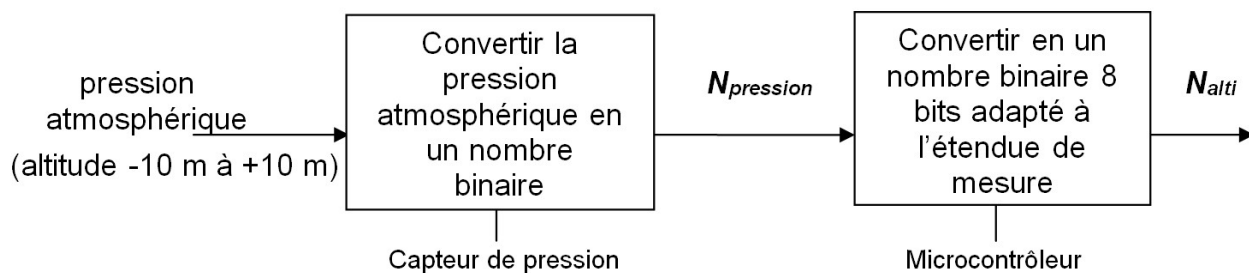 pression
atmosphérique
(altitude -10 m à +10 m)
Convertir la
pression
atmosphérique en
un nombre
binaire
Capteur de pression
Npression
Convertir en un
nombre binaire 8
bits adapté à
l'étendue de
mesure
Microcontrôleur
Nalti